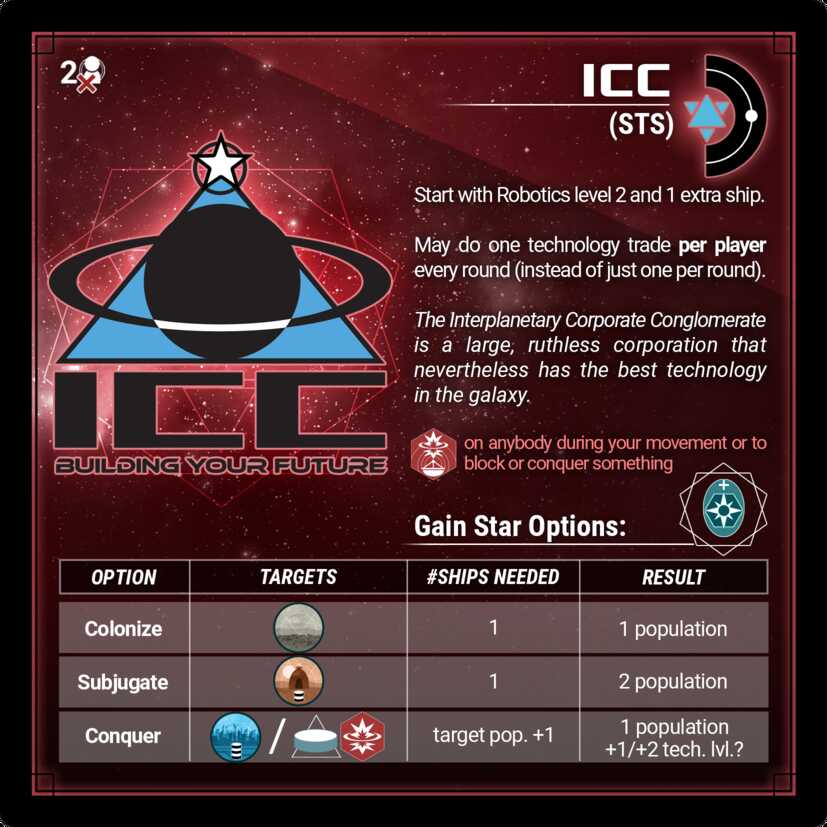 2
ICC
(STS)
Start with Robotics level 2 and 1 extra ship.
May do one technology trade per player
every round (instead of just one per round).
The Interplanetary Corporate Conglomerate
is a large, ruthless corporation that
nevertheless has the best technology
in the galaxy.
ICC
BUILDING YOUR FUTURE
on anybody during your movement or to
block or conquer something
Gain Star Options:
+
OPTION TARGETS #SHIPS NEEDED RESULT
Colonize 1 1 population
Subjugate 1 2 population
Conquer / target pop. +1 1 population
+1/+2 tech. lvl.?